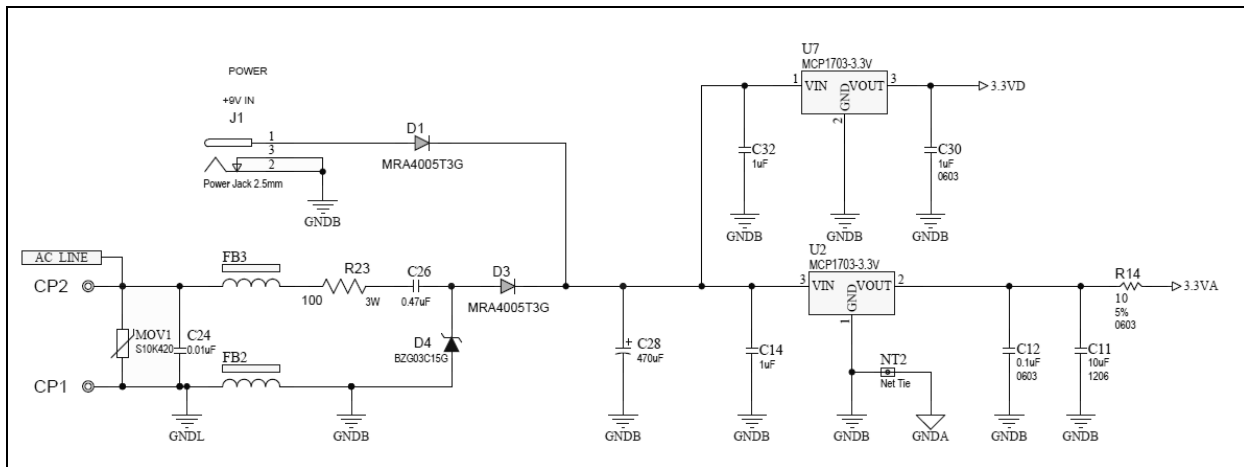 POWER
+9V IN
J1
1
3
2
Power Jack 2.5mm
GNDB
D1
MRA4005T3G
U7
MCP1703-3.3V
1
VIN
GND
VOUT
3
2
3.3VD
C32
1uF
C30
1uF
0603
GNDB
GNDB
GNDB
AC LINE
CP2
FB3
R23
100
3W
C26
0.47uF
D3
MRA4005T3G
MOV1
S10K420
C24
0.01uF
D4
BZG03C15G
FB2
CP1
GNDL
GNDB
C28
470uF
GNDB
C14
1uF
GNDB
U2
MCP1703-3.3V
3
VIN
GND
VOUT
2
1
NT2
Net Tie
GNDB
GNDA
C12
0.1uF
0603
GNDB
C11
10uF
1206
GNDB
R14
10
5%
0603
3.3VA